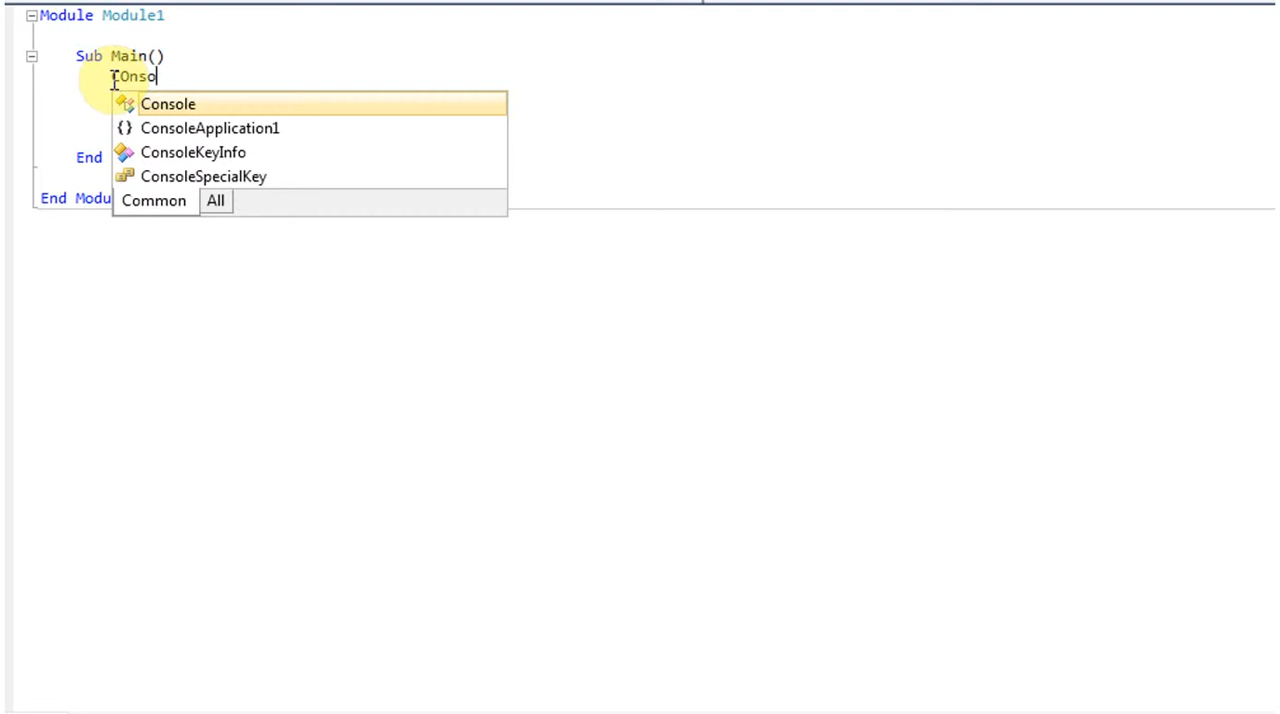 Module Module1
Sub Main()
COnso
Console
ConsoleApplication1
ConsoleKeyInfo
End
ConsoleSpecialKey
End Modu
Common All